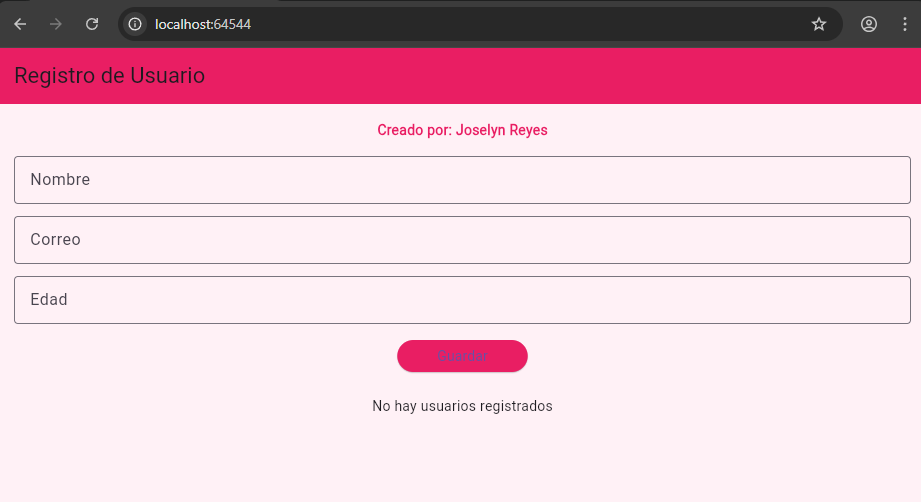 localhost:64544
Registro de Usuario
Creado por: Joselyn Reyes
Nombre
Correo
Edad
Guardar
No hay usuarios registrados